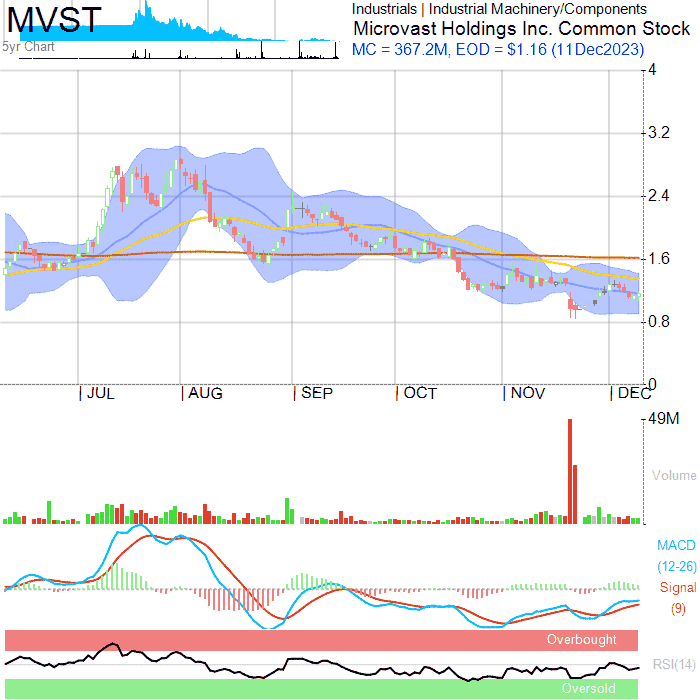 MVST
Industrials | Industrial Machinery/Components
Microvast Holdings Inc. Common Stock
5yr Chart
MC = 367.2M, EOD = $1.16 (11Dec2023)
4
3.2
2.4
1.6
0.8
0
JUL AUG SEP OCT NOV DEC
49M
Volume
MACD
(12-26)
Signal
(9)
Overbought
RSI(14)
Oversold